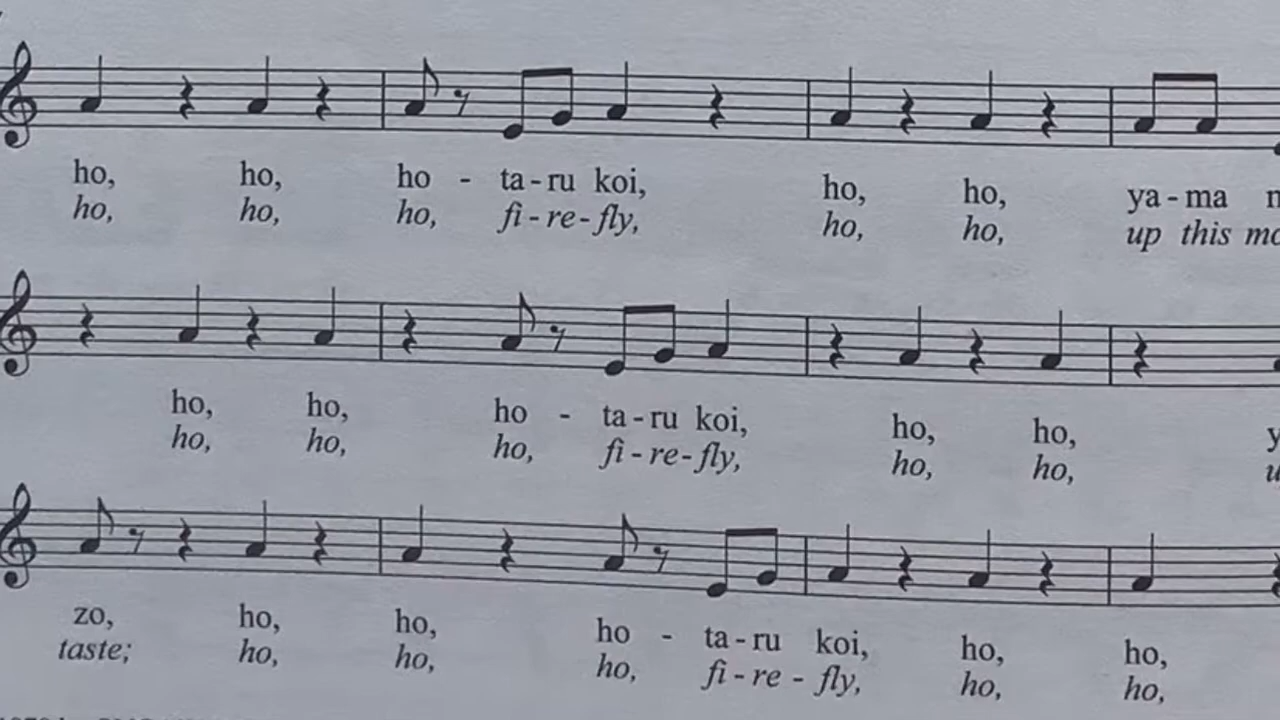 ho, ho, ho - ta - ru koi, ho, ho, ya - ma
ho, ho, ho, fi - re - fly, ho, ho, up this
ho, ho, ho - ta - ru koi, ho, ho,
ho, ho, ho, fi - re - fly, ho, ho,
zo, ho, ho, ho - ta - ru koi, ho, ho,
taste; ho, ho, ho, fi - re - fly, ho, ho,